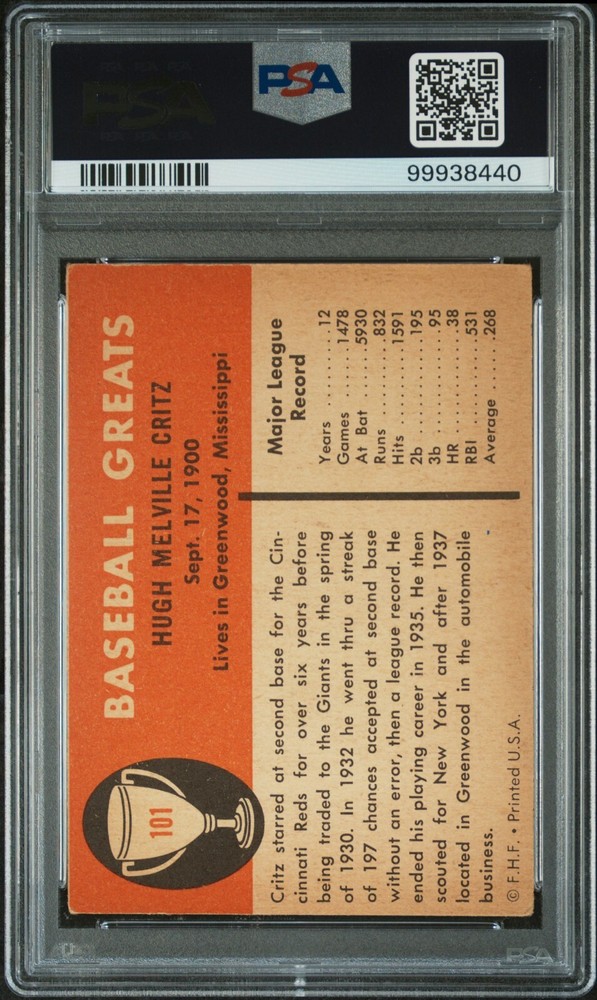 PSA
99938440
101
BASEBALL GREATS
HUGH MELVILLE CRITZ
Sept. 17, 1900
Lives in Greenwood, Mississippi
Critz starred at second base for the Cin-
cinnati Reds for over six years before
being traded to the Giants in the spring
of 1930. In 1932 he went thru a streak
of 197 chances accepted at second base
without an error, then a league record. He
ended his playing career in 1935. He then
scouted for New York and after 1937
located in Greenwood in the automobile
business.
© F.H.F. • Printed U.S.A.
Major League
Record
Years . . . . . . . . . . 12
Games . . . . . . 1478
At Bat . . . . . . 5930
Runs . . . . . . . . 832
Hits . . . . . . . . 1591
2b . . . . . . . . . . 195
3b . . . . . . . . . . . 95
HR . . . . . . . . . . . 38
RBI . . . . . . . . . 531
Average . . . . . .268
PSA